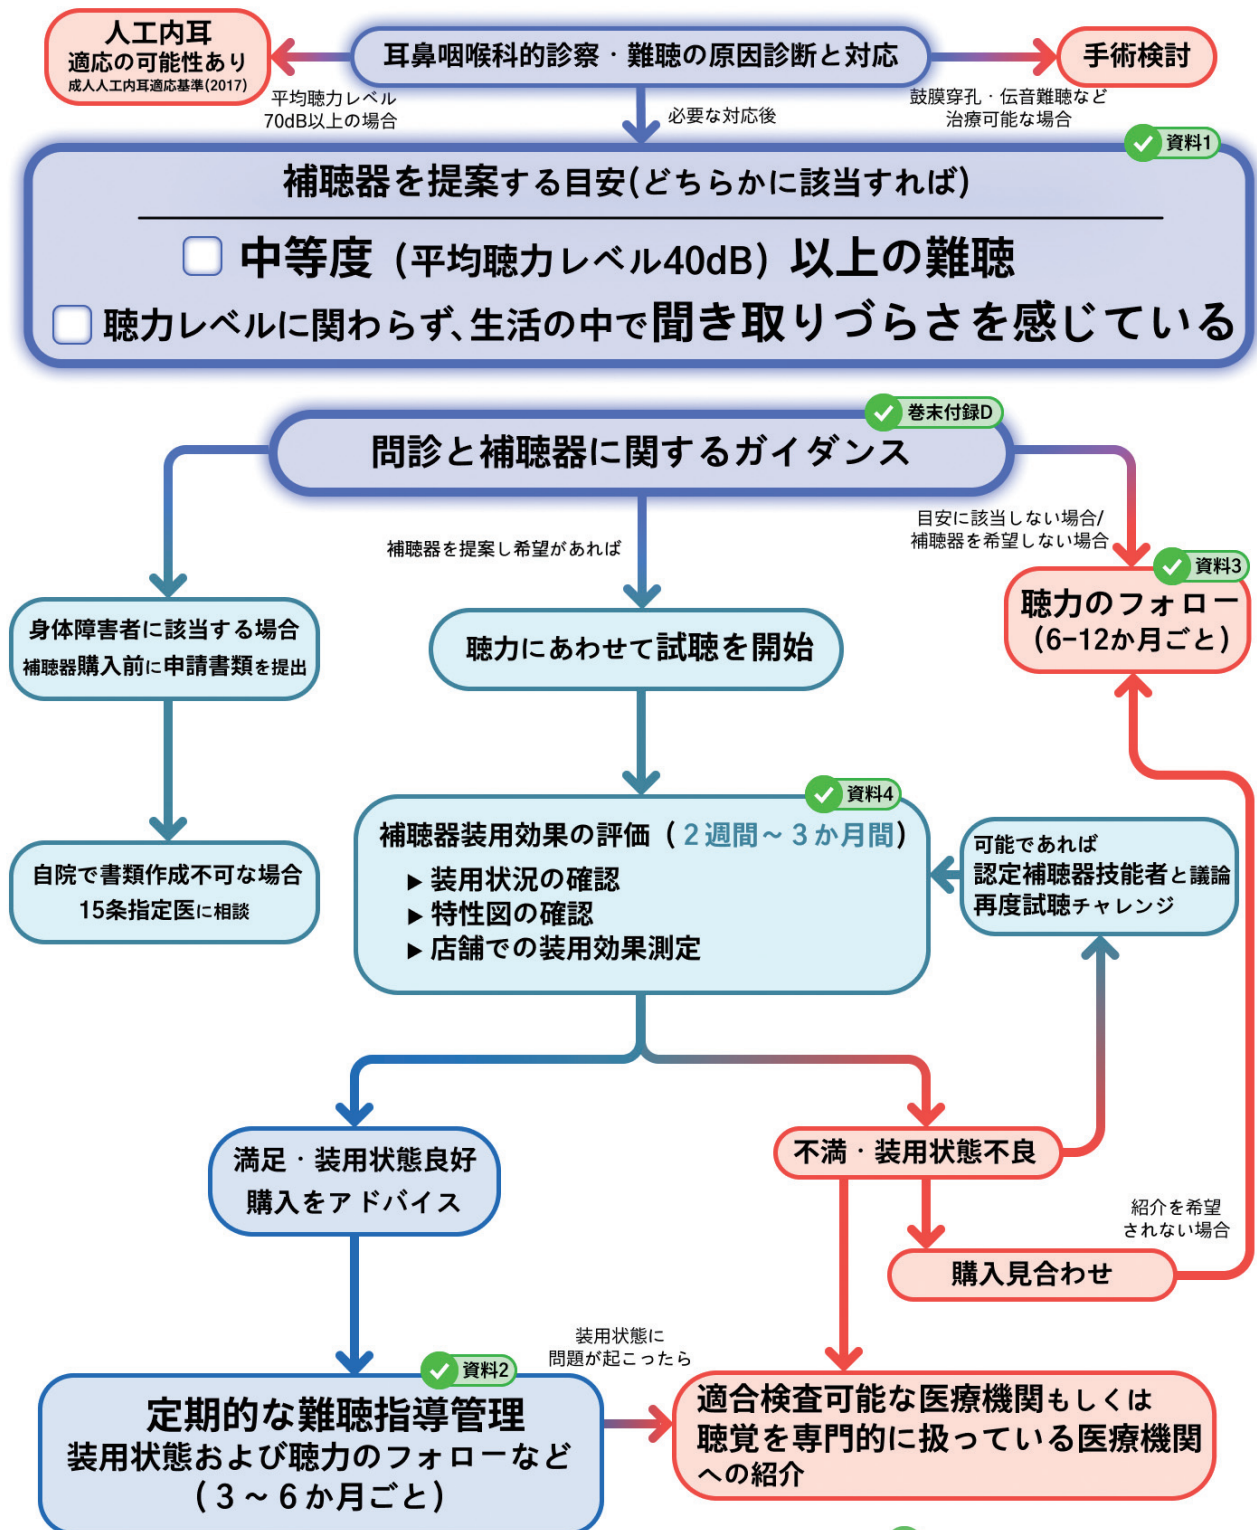 人工内耳
適応の可能性あり
成人人工内耳適応基準(2017)
耳鼻咽喉科的診察・難聴の原因診断と対応
手術検討
平均聴力レベル
70dB以上の場合
必要な対応後
鼓膜穿孔・伝音難聴など
治療可能な場合
資料1
補聴器を提案する目安(どちらかに該当すれば)
中等度（平均聴力レベル40dB）以上の難聴
聴力レベルに関わらず、生活の中で聞き取りづらさを感じている
巻末付録D
問診と補聴器に関するガイダンス
補聴器を提案し希望があれば
目安に該当しない場合/
補聴器を希望しない場合
資料3
聴力のフォロー
(6-12か月ごと)
身体障害者に該当する場合
補聴器購入前に申請書類を提出
聴力にあわせて試聴を開始
自院で書類作成不可な場合
15条指定医に相談
資料4
補聴器装用効果の評価（2週間～3か月間）
▶装用状況の確認
▶特性図の確認
▶店舗での装用効果測定
可能であれば
認定補聴器技能者と議論
再度試聴チャレンジ
満足・装用状態良好
購入をアドバイス
不満・装用状態不良
紹介を希望
されない場合
購入見合わせ
装用状態に
問題が起こったら
資料2
定期的な難聴指導管理
装用状態および聴力のフォローなど
(3～6か月ごと)
適合検査可能な医療機関もしくは
聴覚を専門的に扱っている医療機関
への紹介